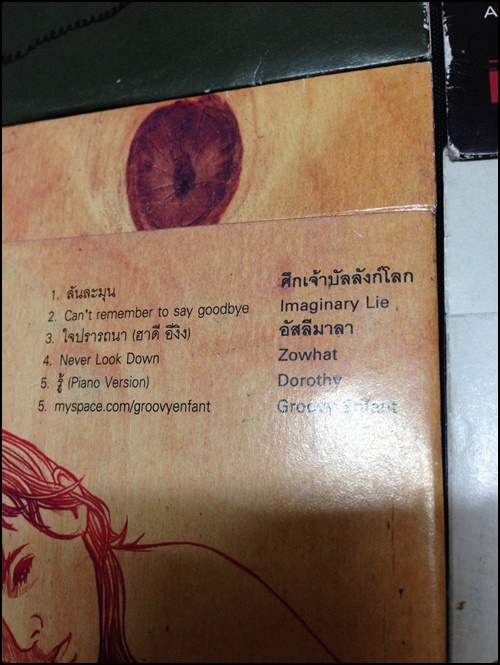 1. ลันละมุน ศึกเจ้าบัลลังก์โลก
2. Can't remember to say goodbye Imaginary Lie
3. ใจปรารถนา (ฮาดี อีงิง) อัสลีมาลา
4. Never Look Down Zowhat
5. รู้ (Piano Version) Dorothy
5. myspace.com/groovyenfant Groovy Enfant